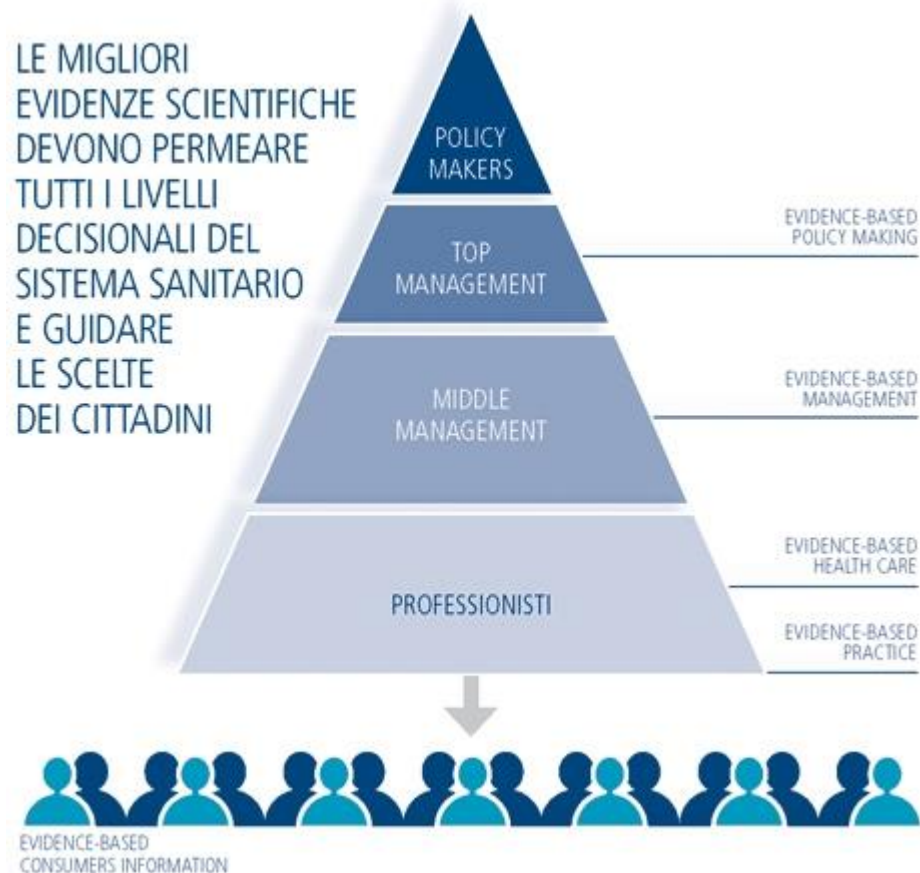 LE MIGLIORI
EVIDENZE SCIENTIFICHE
DEVONO PERMEARE
TUTTI I LIVELLI
DECISIONALI DEL
SISTEMA SANITARIO
E GUIDARE
LE SCELTE
DEI CITTADINI
POLICY
MAKERS
TOP
MANAGEMENT
MIDDLE
MANAGEMENT
PROFESSIONISTI
EVIDENCE-BASED
POLICY MAKING
EVIDENCE-BASED
MANAGEMENT
EVIDENCE-BASED
HEALTH CARE
EVIDENCE-BASED
PRACTICE
EVIDENCE-BASED
CONSUMERS INFORMATION